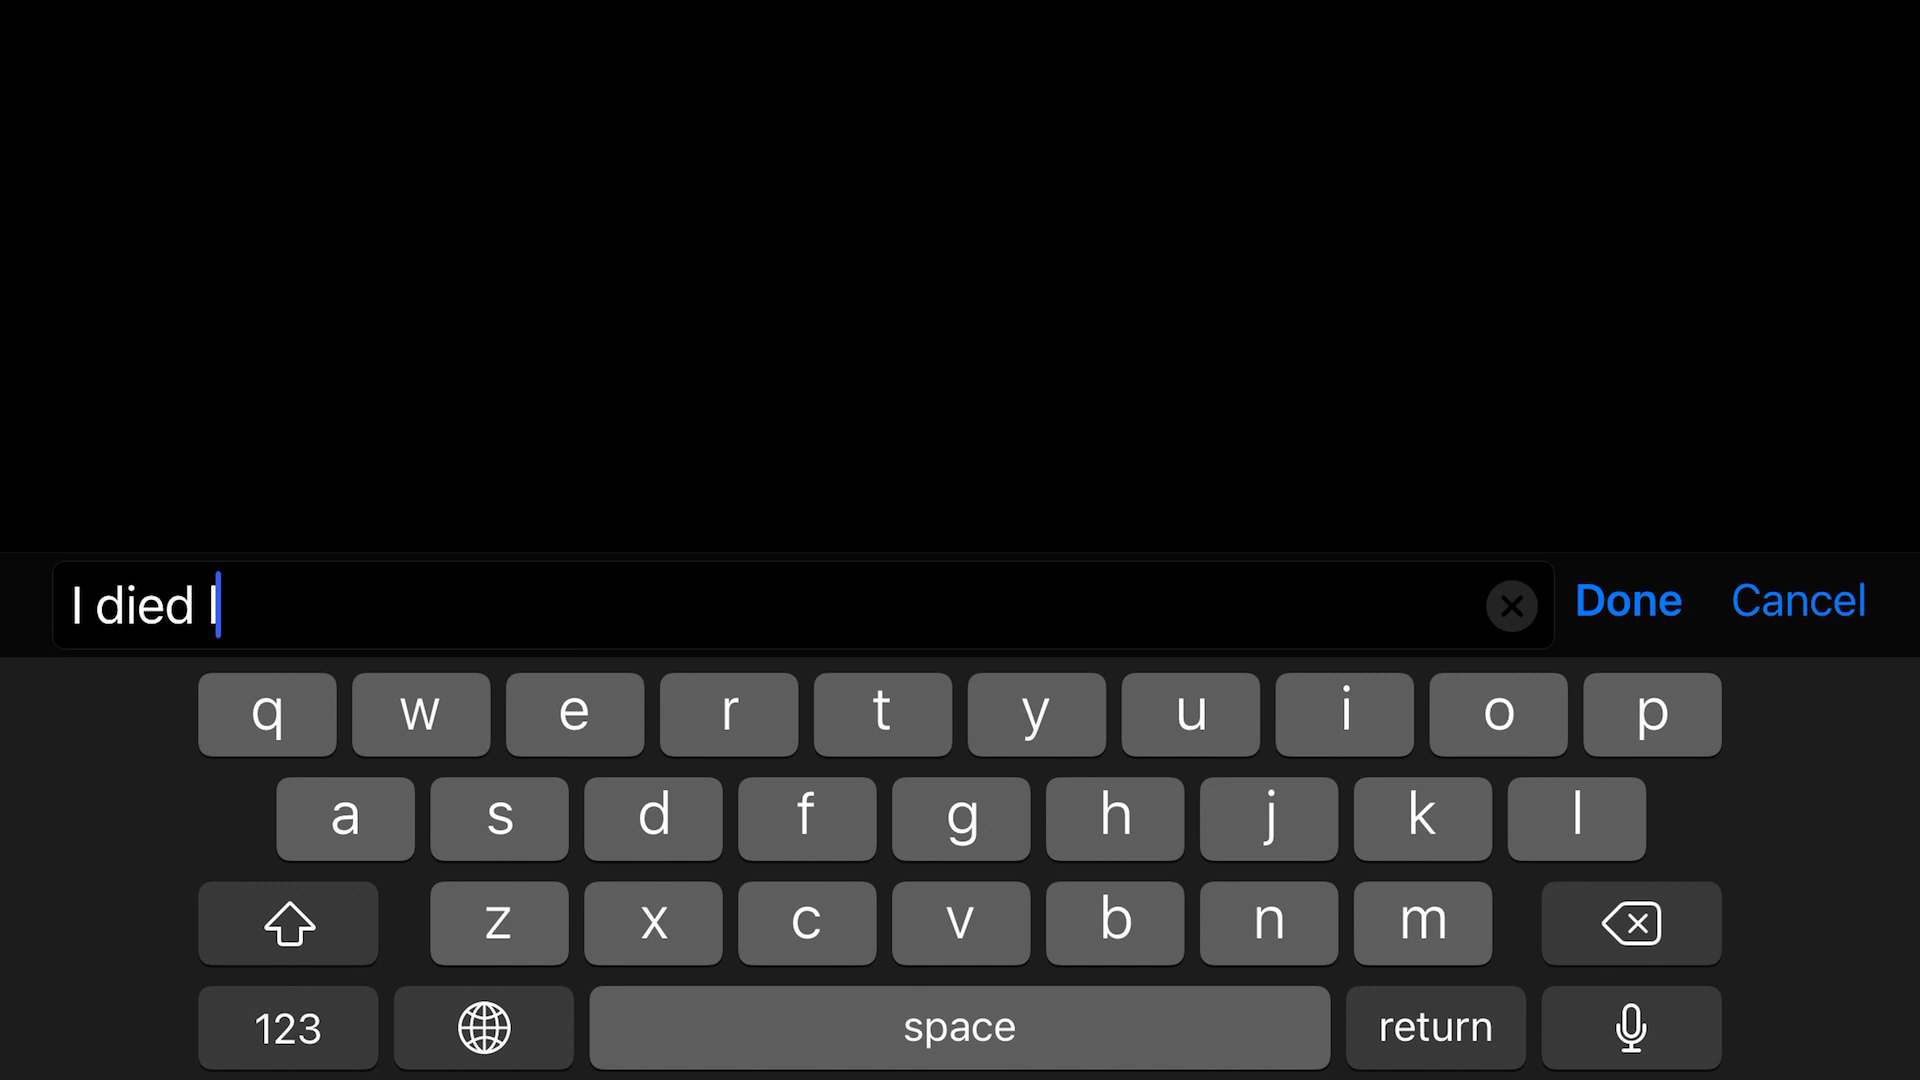 I died l
Done
Cancel
q w e r t y u i o p
a s d f g h j k l
z x c v b n m
123 space return